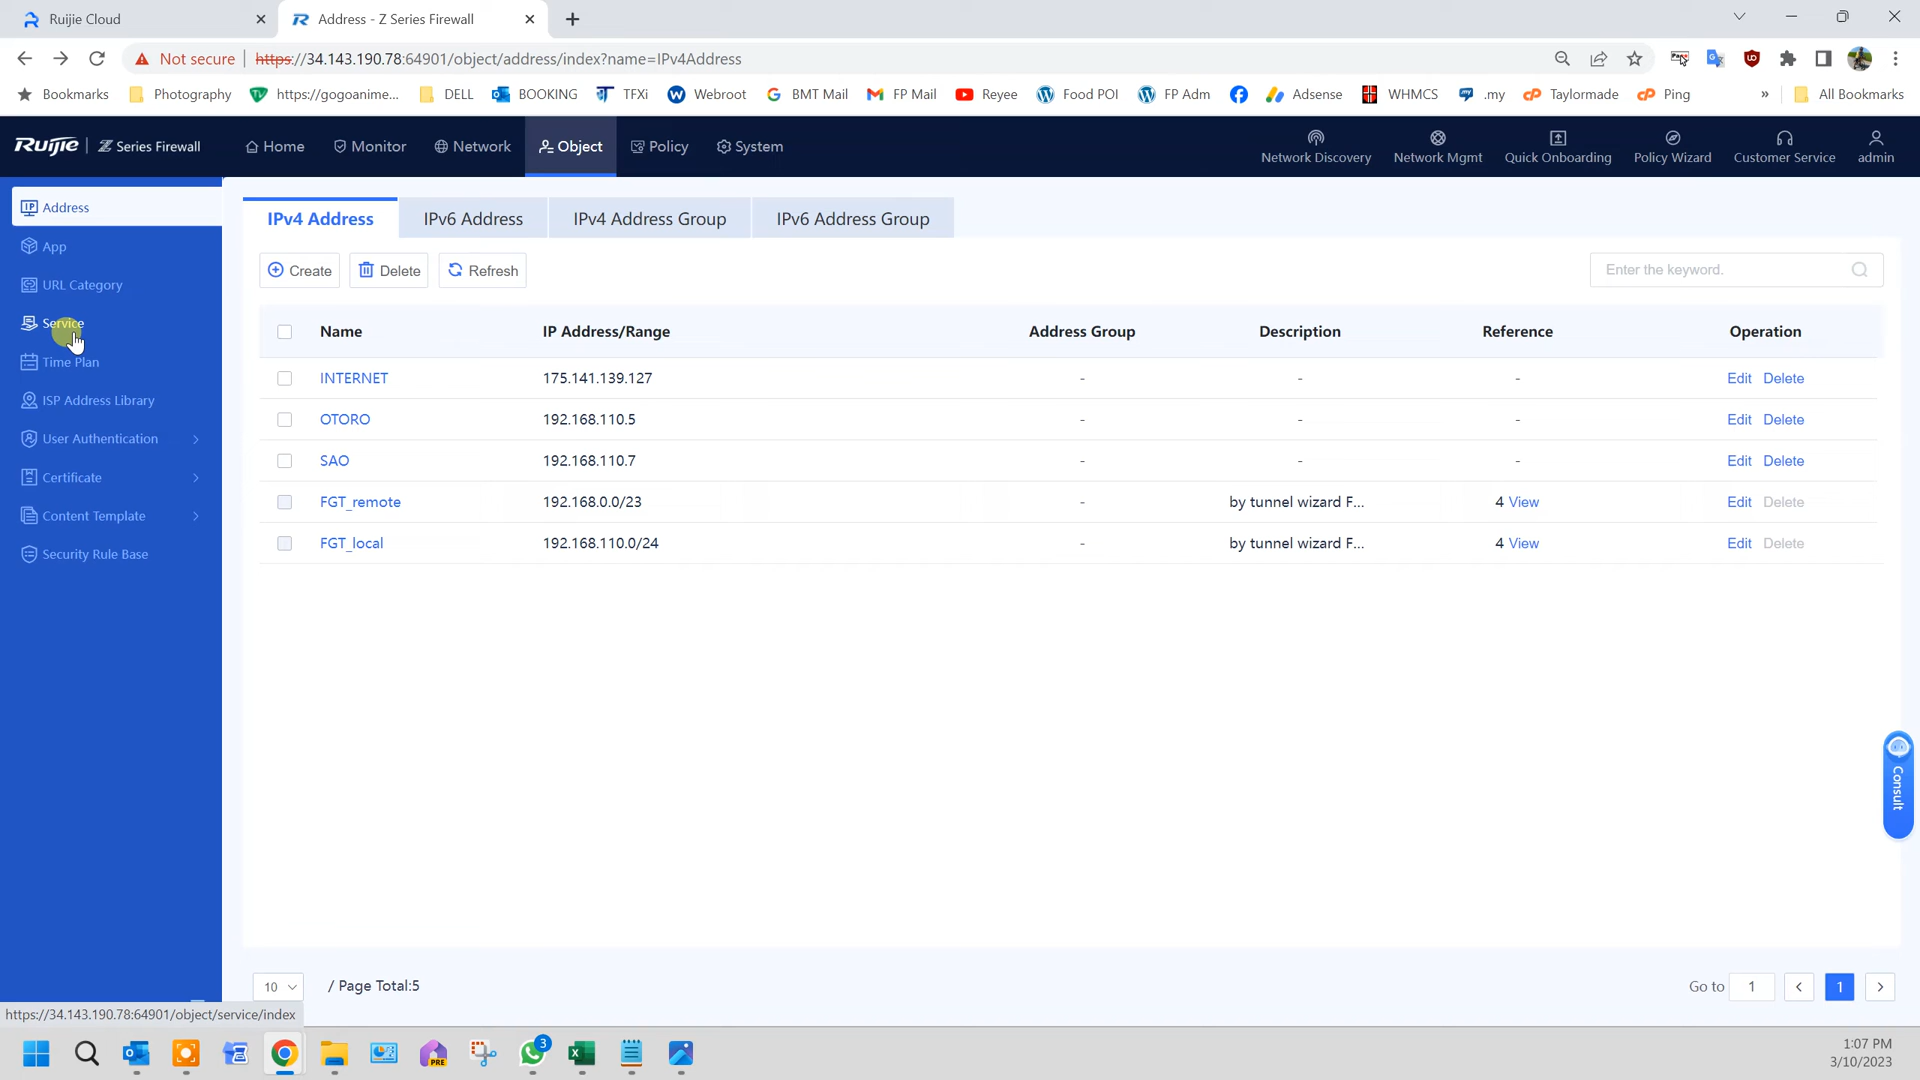 Ruijie Cloud
Address - Z Series Firewall
Not secure
https://34.143.190.78:64901/object/address/index?name=IPv4Address
Bookmarks
Photography
https://gogoanime...
DELL
BOOKING
TFXi
Webroot
BMT Mail
FP Mail
Reyee
Food POI
FP Adm
Adsense
WHMCS
.my
Taylormade
Ping
»
All Bookmarks
Ruijie | Z Series Firewall
Home
Monitor
Network
Object
Policy
System
Network Discovery
Network Mgmt
Quick Onboarding
Policy Wizard
Customer Service
admin
Address
App
URL Category
Service
Time Plan
ISP Address Library
User Authentication
Certificate
Content Template
Security Rule Base
IPv4 Address
IPv6 Address
IPv4 Address Group
IPv6 Address Group
Create
Delete
Refresh
Enter the keyword.
Name IP Address/Range Address Group Description Reference Operation
INTERNET 175.141.139.127 - - - Edit Delete
OTORO 192.168.110.5 - - - Edit Delete
SAO 192.168.110.7 - - - Edit Delete
FGT_remote 192.168.0.0/23 - by tunnel wizard F... 4 View Edit Delete
FGT_local 192.168.110.0/24 - by tunnel wizard F... 4 View Edit Delete
Consult
10 / Page Total:5
Go to 1 < 1 >
https://34.143.190.78:64901/object/service/index
PRE
3
1:07 PM
3/10/2023